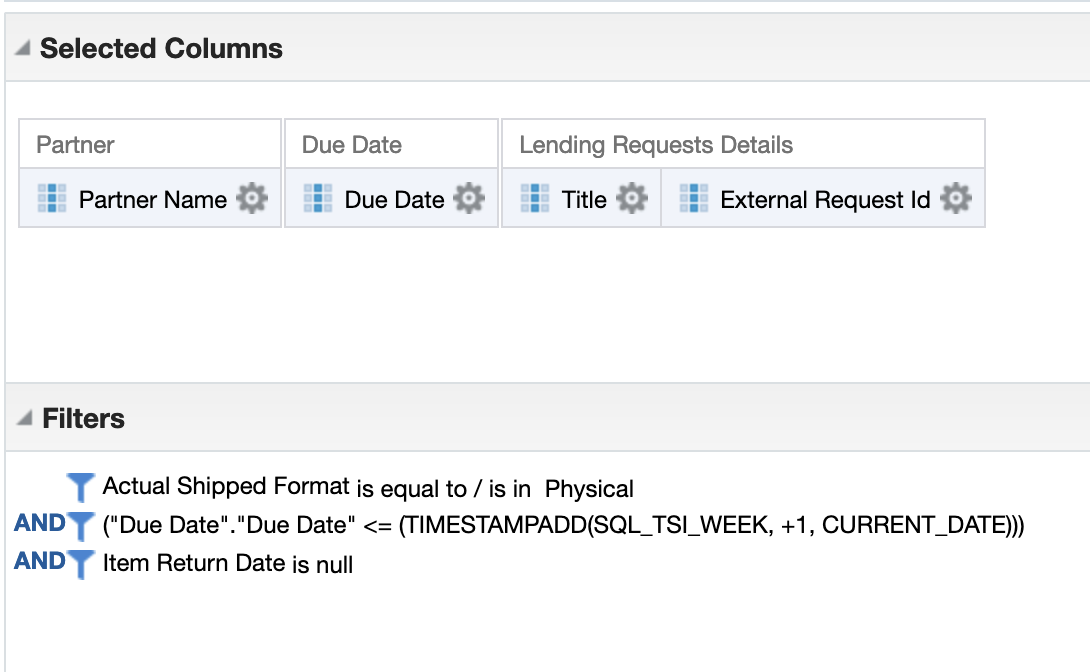 Selected Columns
Partner Due Date Lending Requests Details
Partner Name Due Date Title External Request Id
Filters
Actual Shipped Format is equal to / is in Physical
AND ("Due Date"."Due Date" <= (TIMESTAMPADD(SQL_TSI_WEEK, +1, CURRENT_DATE)))
AND Item Return Date is null